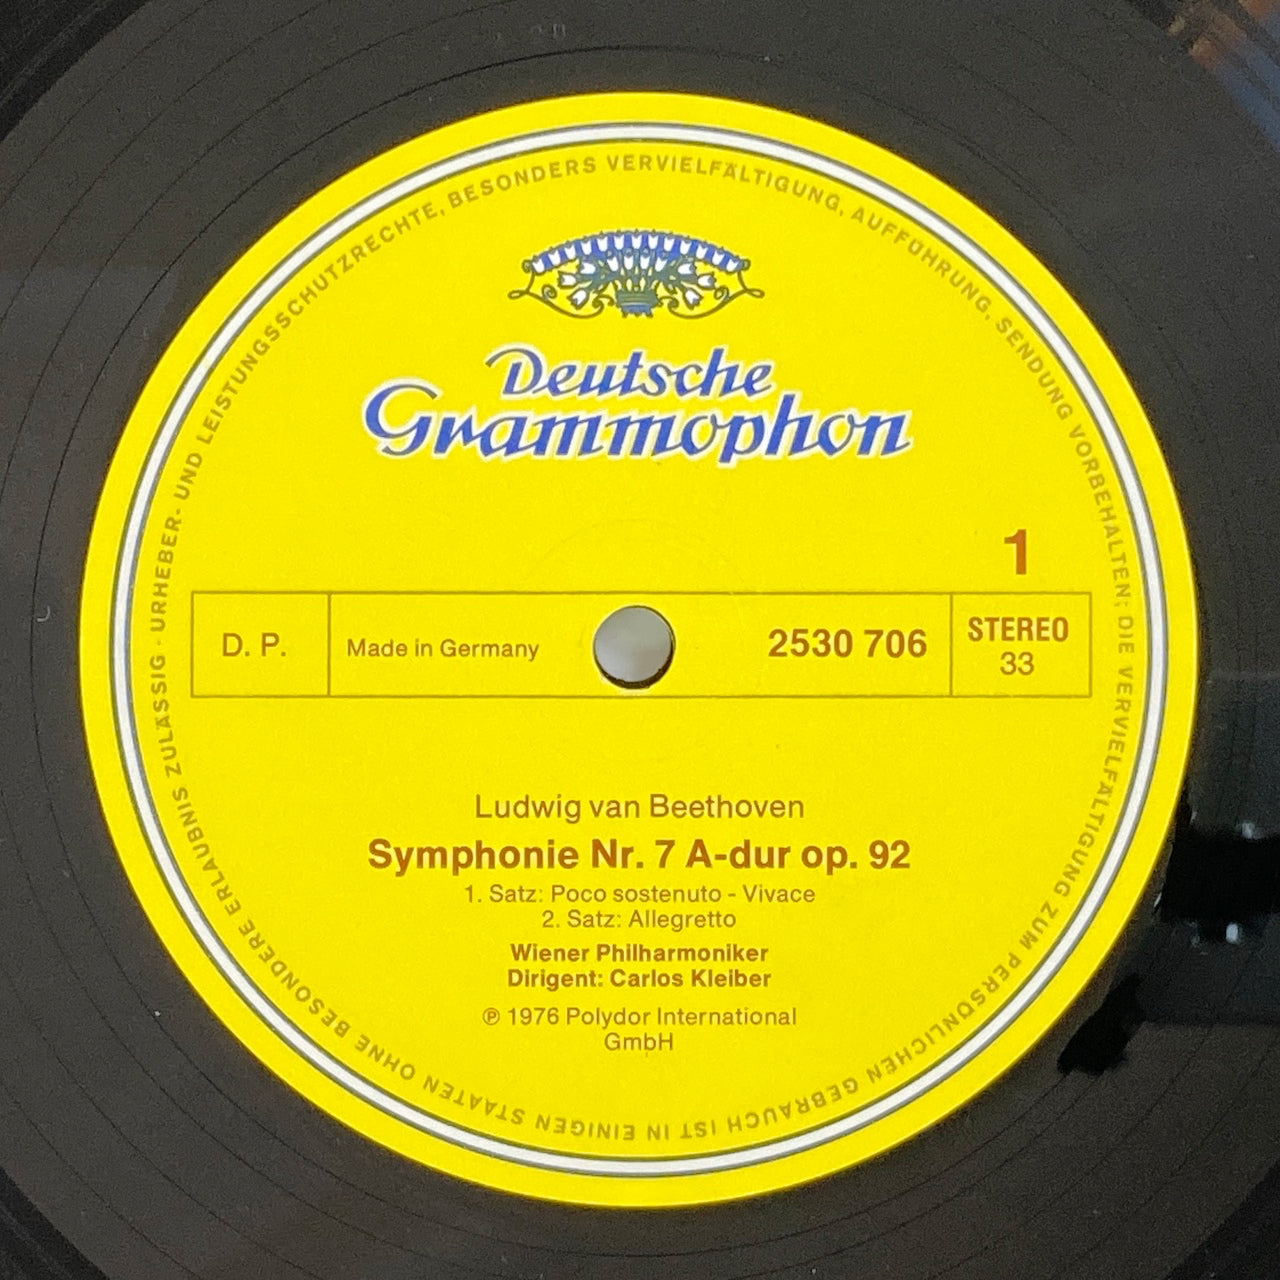 URHEBER- UND LEISTUNGSSCHUTZRECHTE, BESONDERS VERVIELFÄLTIGUNG, AUFFÜHRUNG, SENDUNG VORBEHALTEN; DIE VERVIELFÄLTIGUNG ZUM PERSÖNLICHEN GEBRAUCH IST IN EINIGEN STAATEN OHNE BESONDERE ERLAUBNIS ZULÄSSIG ·
Deutsche
Grammophon
1
D. P.
Made in Germany
2530 706
STEREO
33
Ludwig van Beethoven
Symphonie Nr. 7 A-dur op. 92
1. Satz: Poco sostenuto - Vivace
2. Satz: Allegretto
Wiener Philharmoniker
Dirigent: Carlos Kleiber
℗ 1976 Polydor International
GmbH